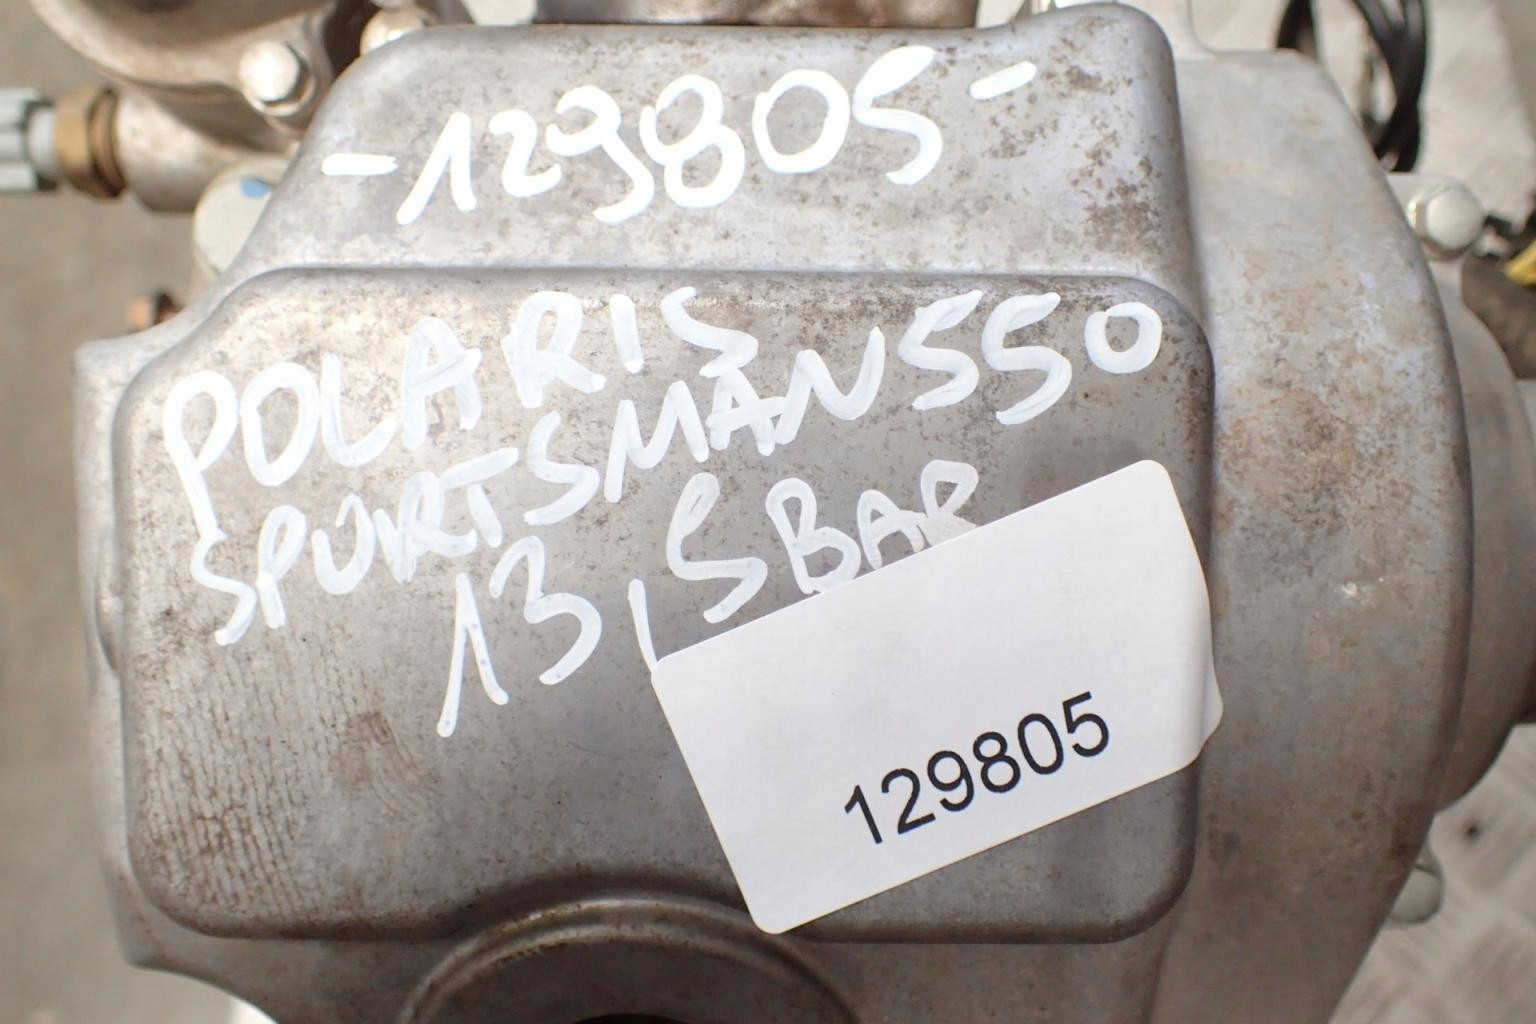 -129805-
POLARIS
SPORTSMAN550
13,5BAR
129805